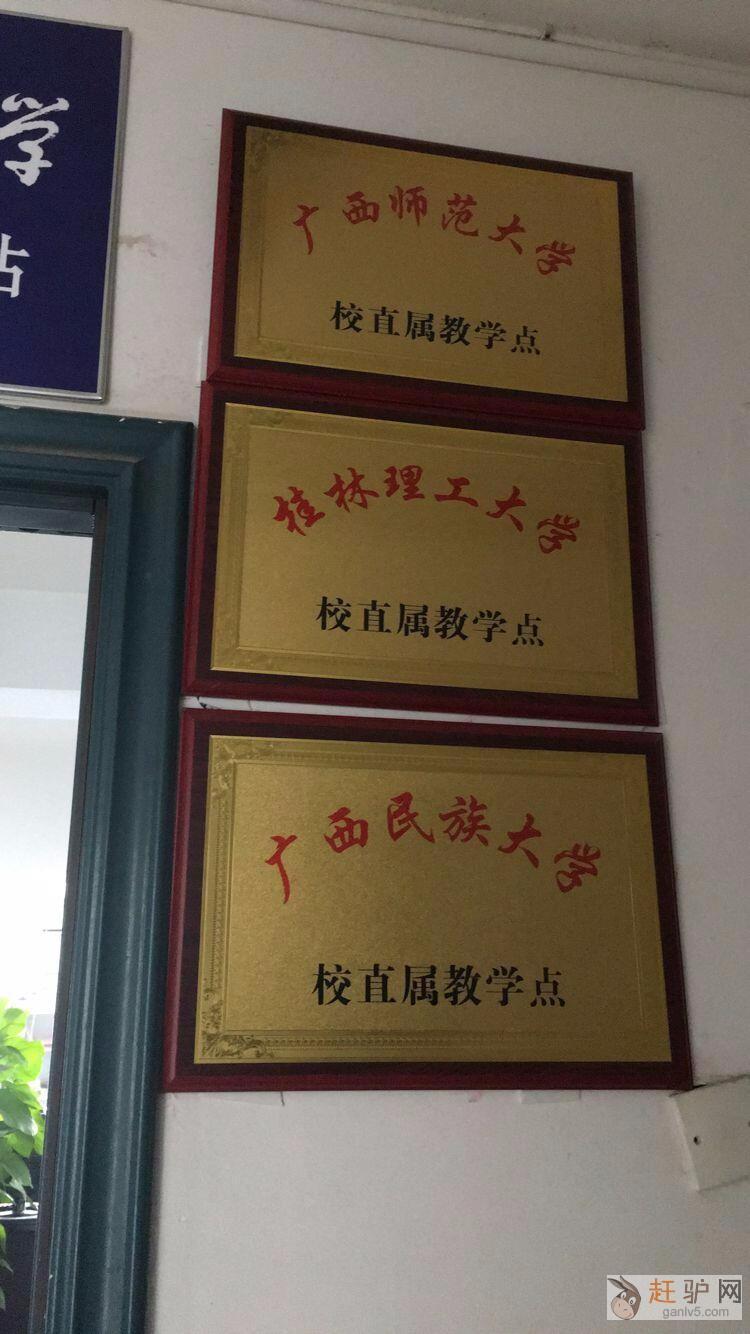 学
站
广西师范大学
校直属教学点
桂林理工大学
校直属教学点
广西民族大学
校直属教学点
赶驴网
ganlv5.com